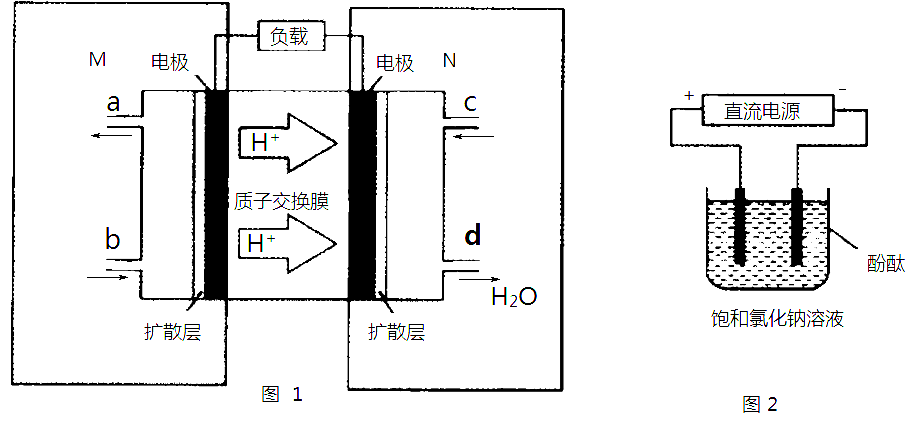 负载
M
电极
电极
N
a
c
H+
质子交换膜
b
H+
d
H2O
扩散层
扩散层
图 1
+
直流电源
−
酚酞
饱和氯化钠溶液
图 2